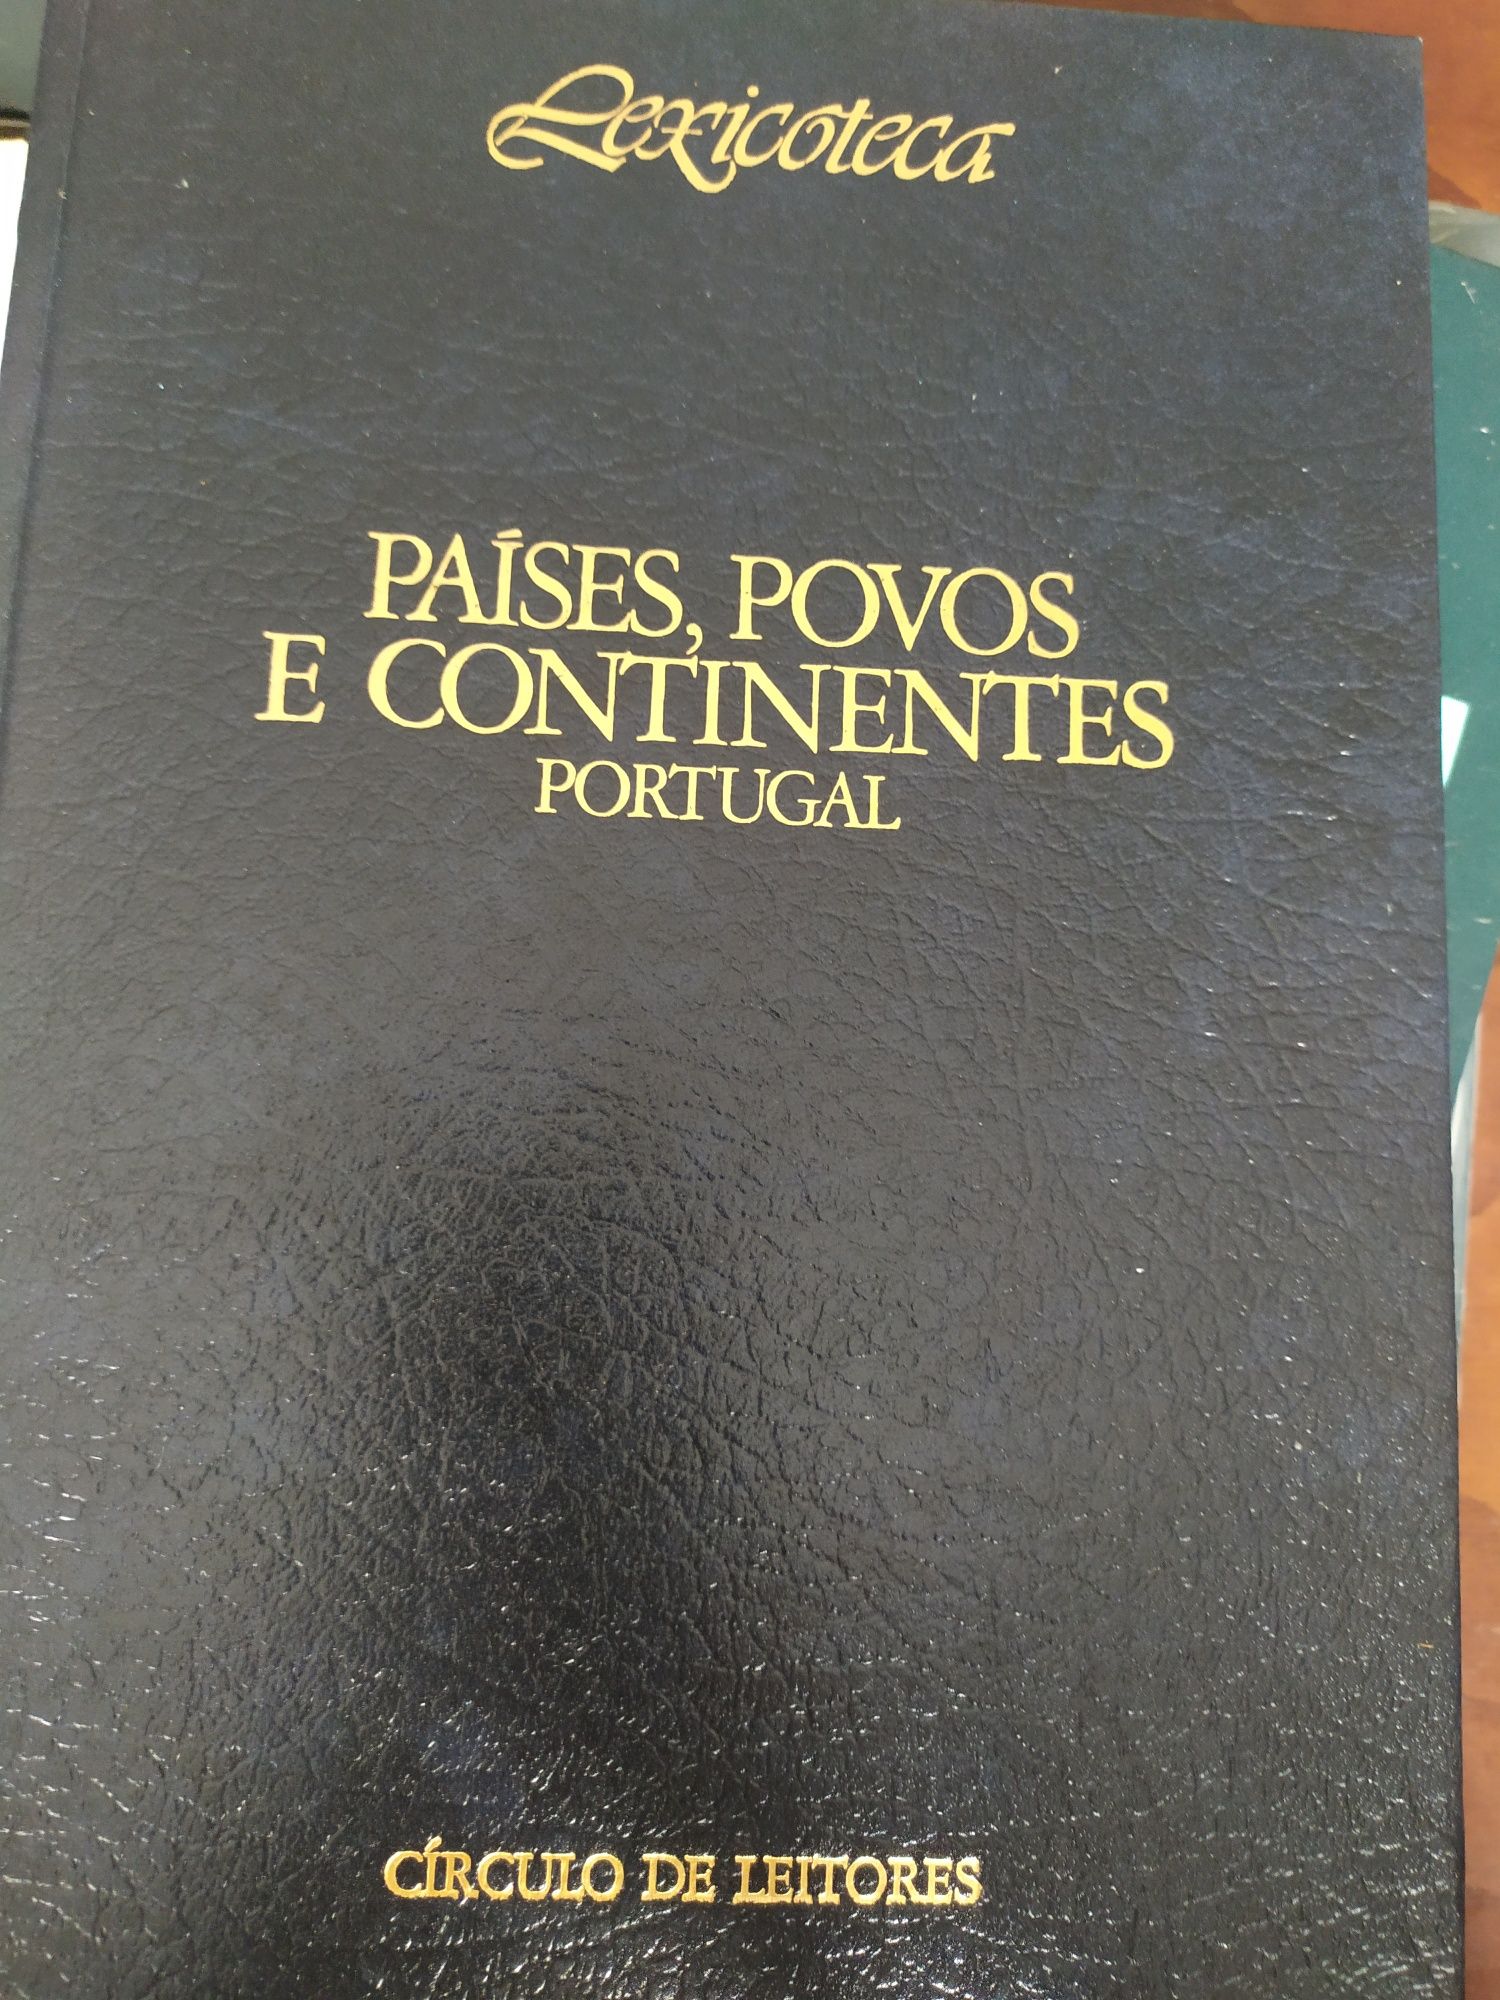 Lexicoteca
PAÍSES, POVOS
E CONTINENTES
PORTUGAL
CÍRCULO DE LEITORES